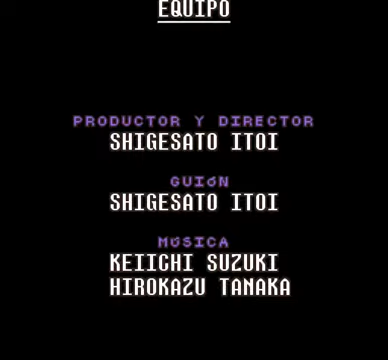 EQUIPO
PRODUCTOR Y DIRECTOR
SHIGESATO ITOI
GUIóN
SHIGESATO ITOI
MúSICA
KEIICHI SUZUKI
HIROKAZU TANAKA